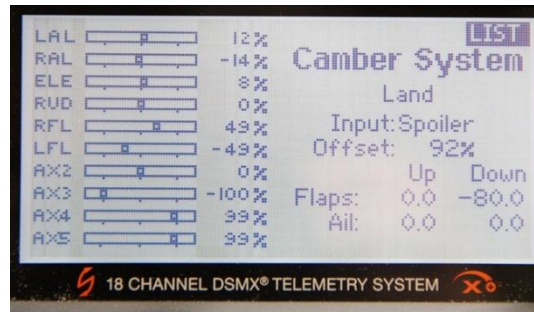 LAL 12%
RAL -14%
ELE 8%
RUD 0%
RFL 49%
LFL -49%
AX2 0%
AX3 -100%
AX4 99%
AX5 99%
LIST
Camber System
Land
Input:Spoiler
Offset: 92%
Up Down
Flaps: 0.0 -80.0
Ail: 0.0 0.0
18 CHANNEL DSMX® TELEMETRY SYSTEM